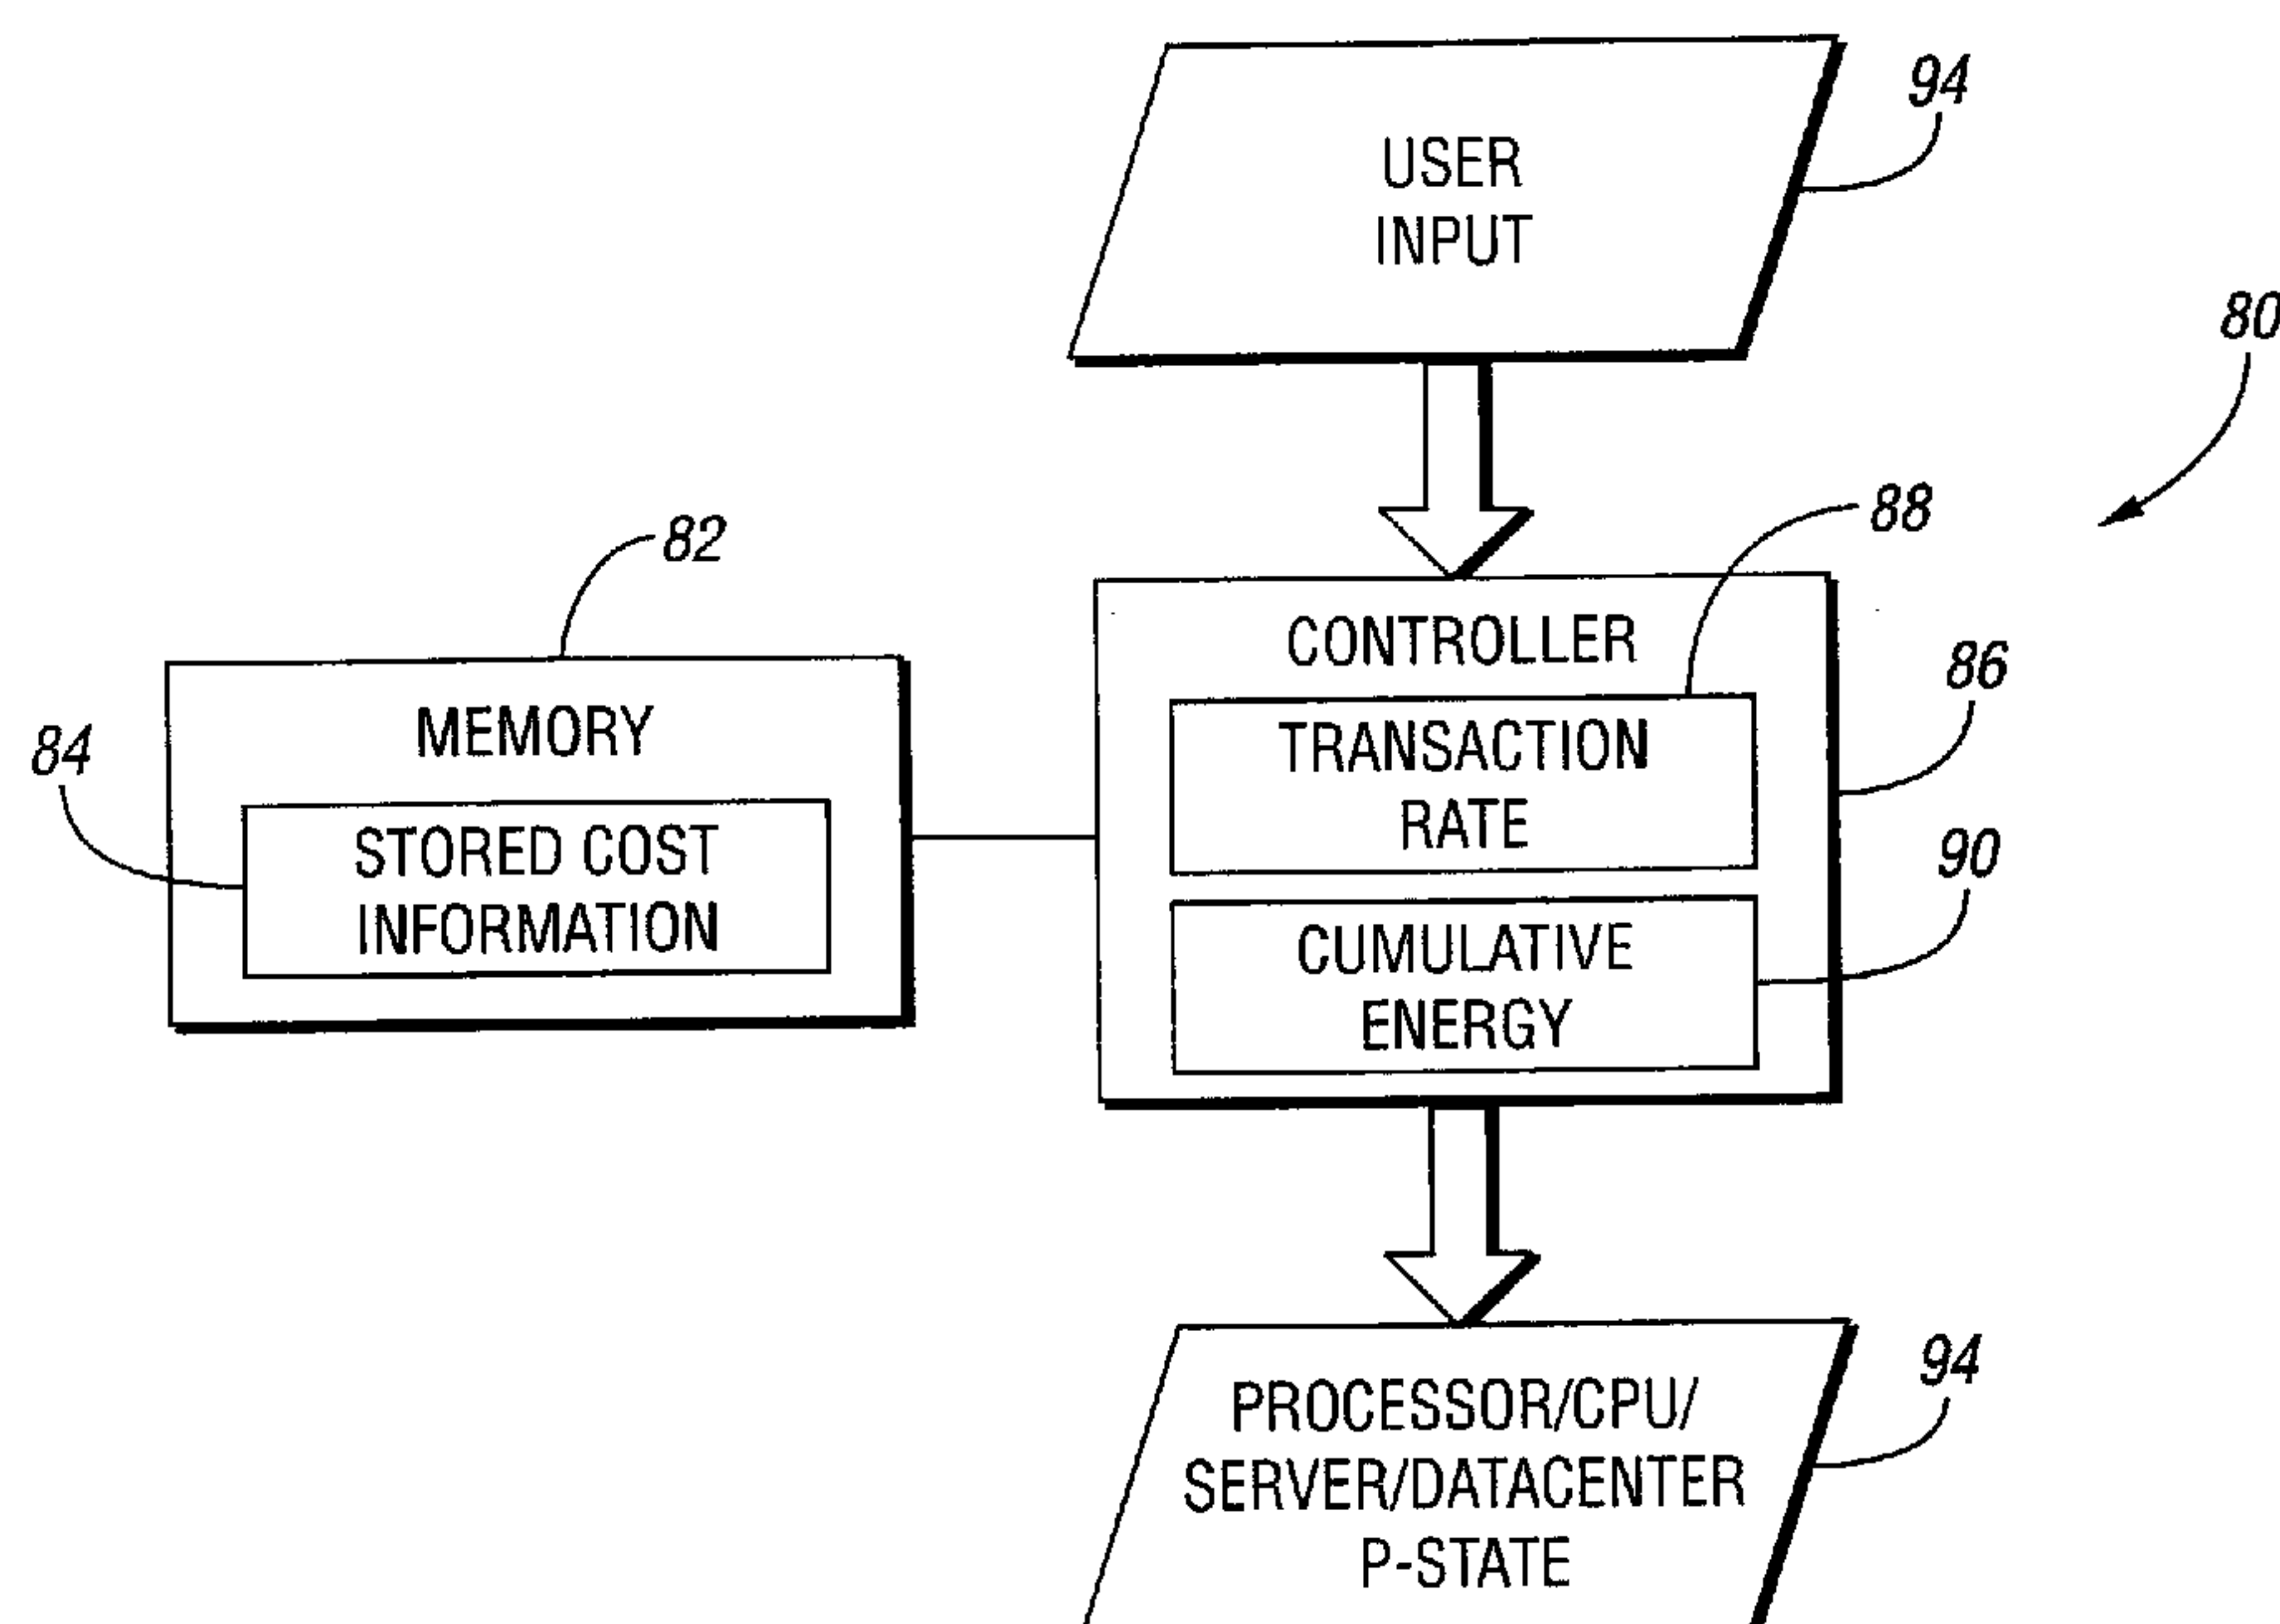 USER
INPUT
94
80
88
82
CONTROLLER
86
MEMORY
84
TRANSACTION
RATE
STORED COST
INFORMATION
90
CUMULATIVE
ENERGY
PROCESSOR/CPU/
SERVER/DATACENTER
P-STATE
94